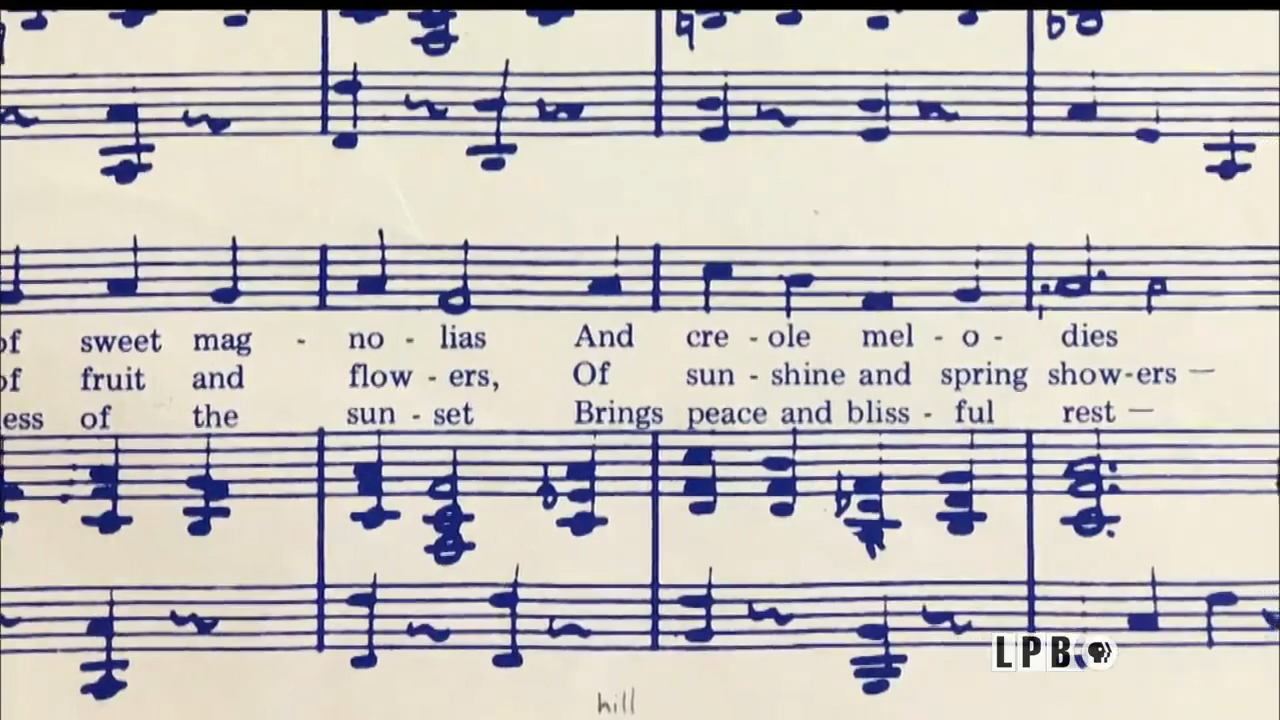 of sweet mag - no - lias And cre - ole mel - o - dies
of fruit and flow - ers, Of sun - shine and spring show-ers —
ess of the sun - set Brings peace and bliss - ful rest —
LPB
hill